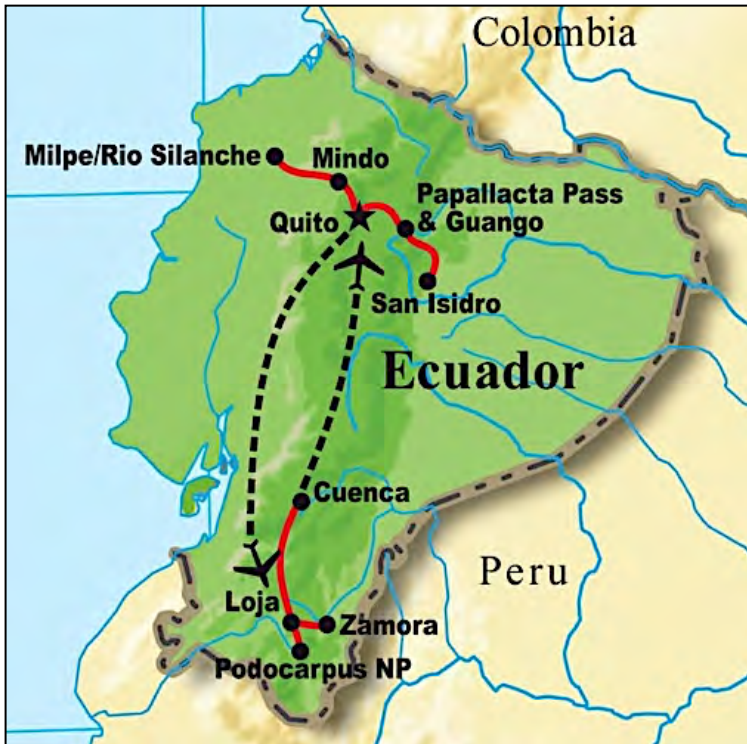 Colombia
Milpe/Rio Silanche
Mindo
Papallacta Pass
& Guango
Quito
San Isidro
Ecuador
Cuenca
Peru
Loja
Zamora
Podocarpus NP